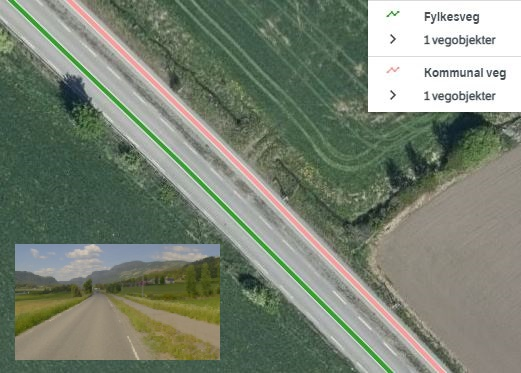 Fylkesveg
1 vegobjekter
Kommunal veg
1 vegobjekter